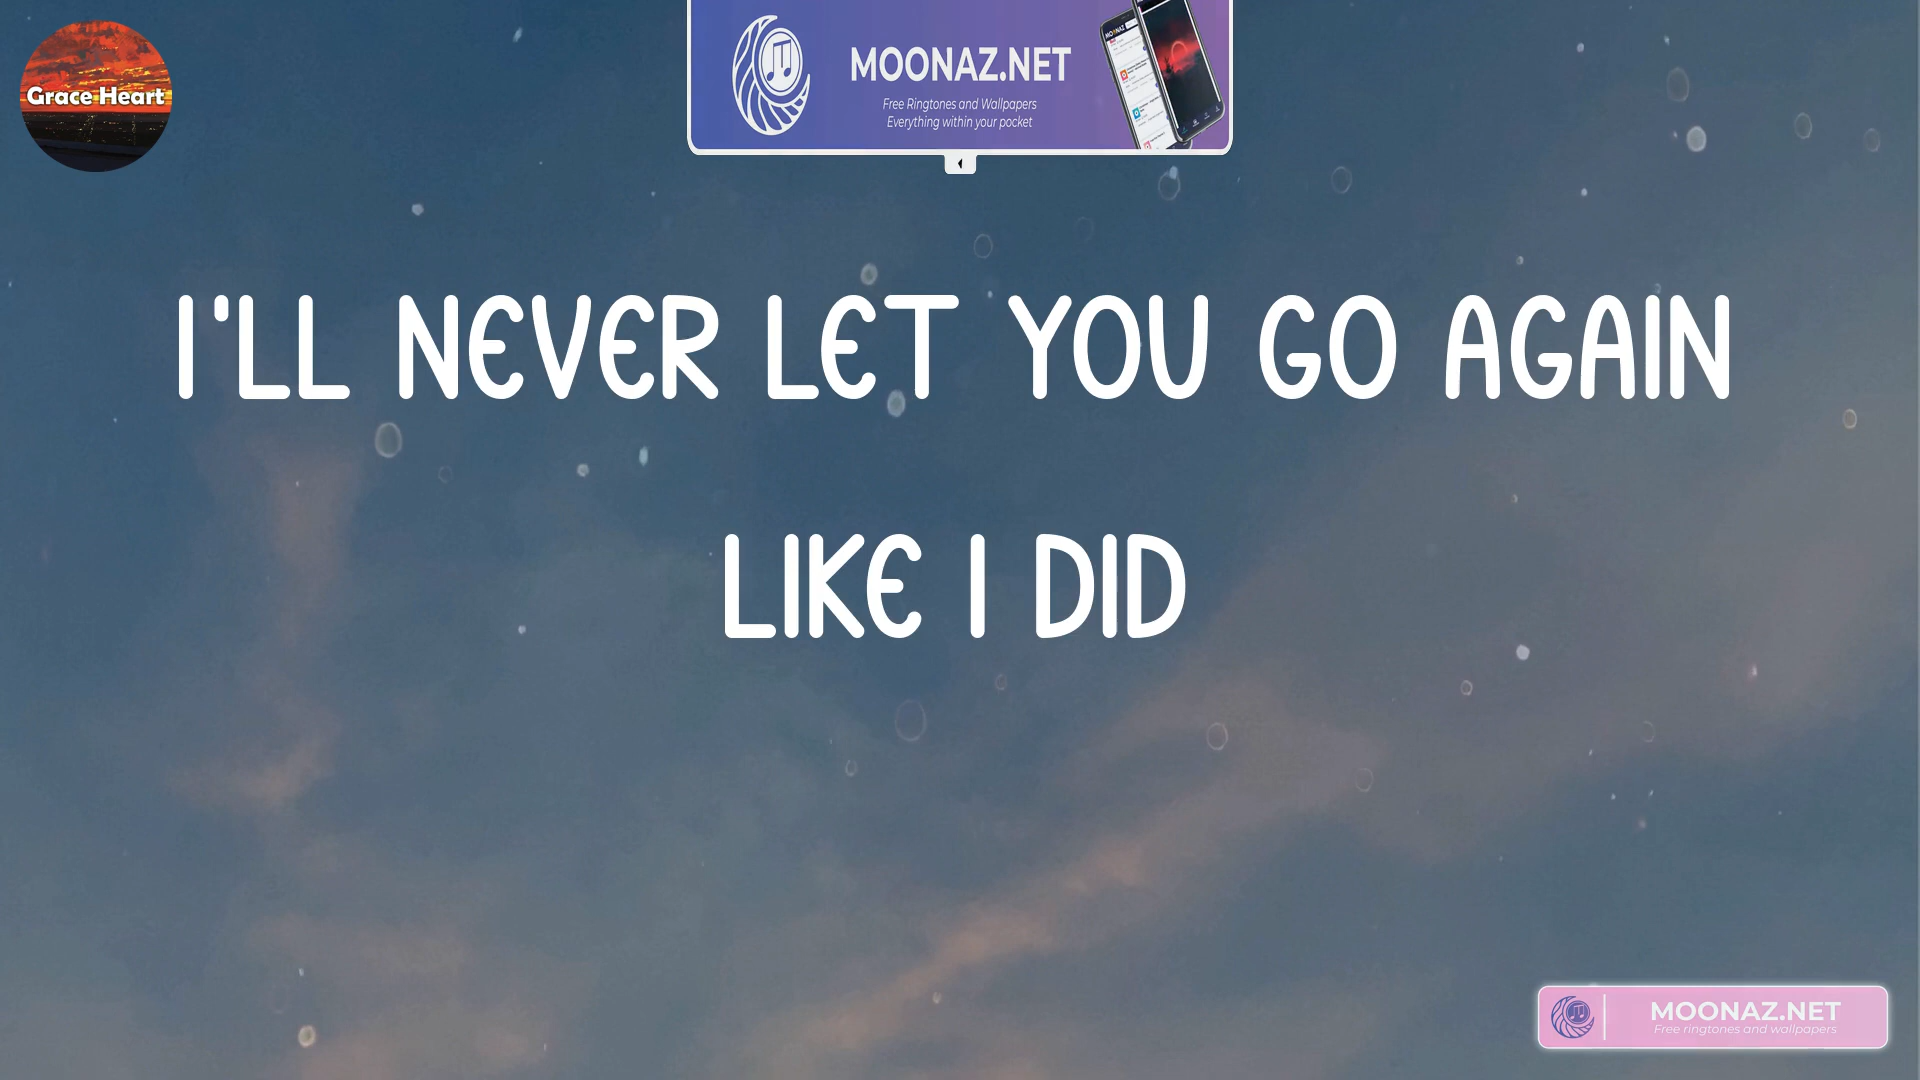 Grace Heart
MOONAZ.NET
Free Ringtones and Wallpapers
Everything within your pocket
I'LL NEVER LET YOU GO AGAIN
LIKE I DID
MOONAZ.NET
Free ringtones and wallpapers